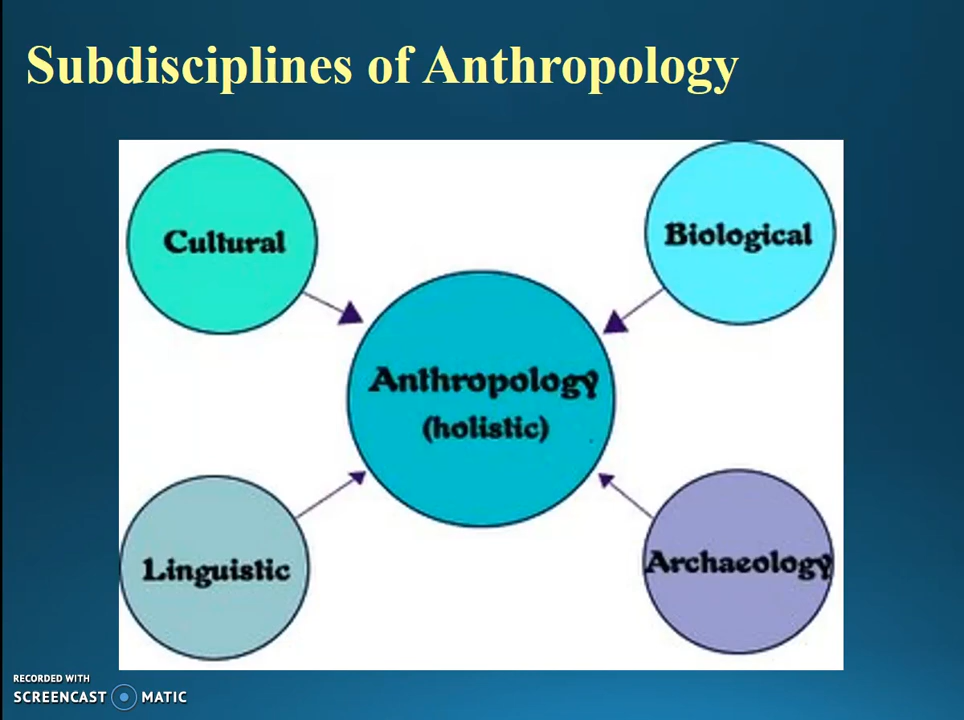 Subdisciplines of Anthropology
Cultural
Biological
Anthropology
(holistic)
Linguistic
Archaeology
RECORDED WITH
SCREENCAST MATIC